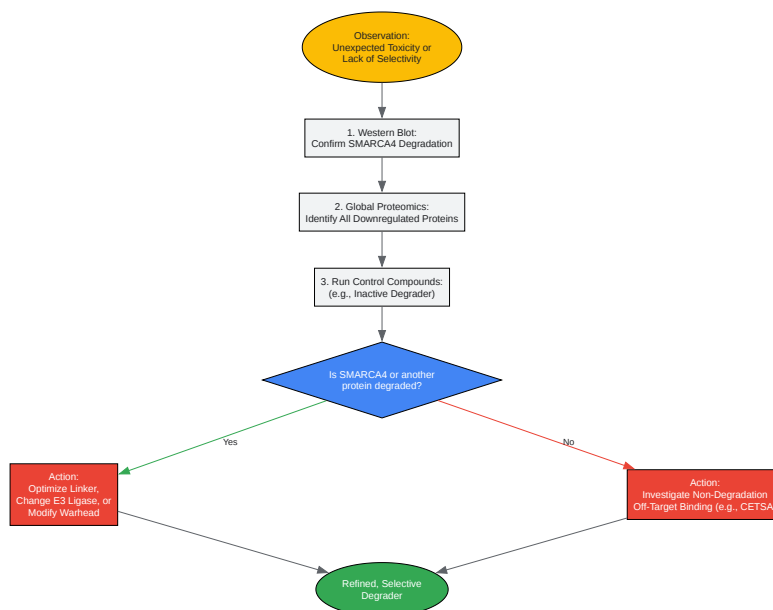 Observation:
Unexpected Toxicity or
Lack of Selectivity
1. Western Blot:
Confirm SMARCA4 Degradation
2. Global Proteomics:
Identify All Downregulated Proteins
3. Run Control Compounds:
(e.g., Inactive Degrader)
Is SMARCA4 or another
protein degraded?
Yes
No
Action:
Optimize Linker,
Change E3 Ligase, or
Modify Warhead
Action:
Investigate Non-Degradation
Off-Target Binding (e.g., CETSA
Refined, Selective
Degrader